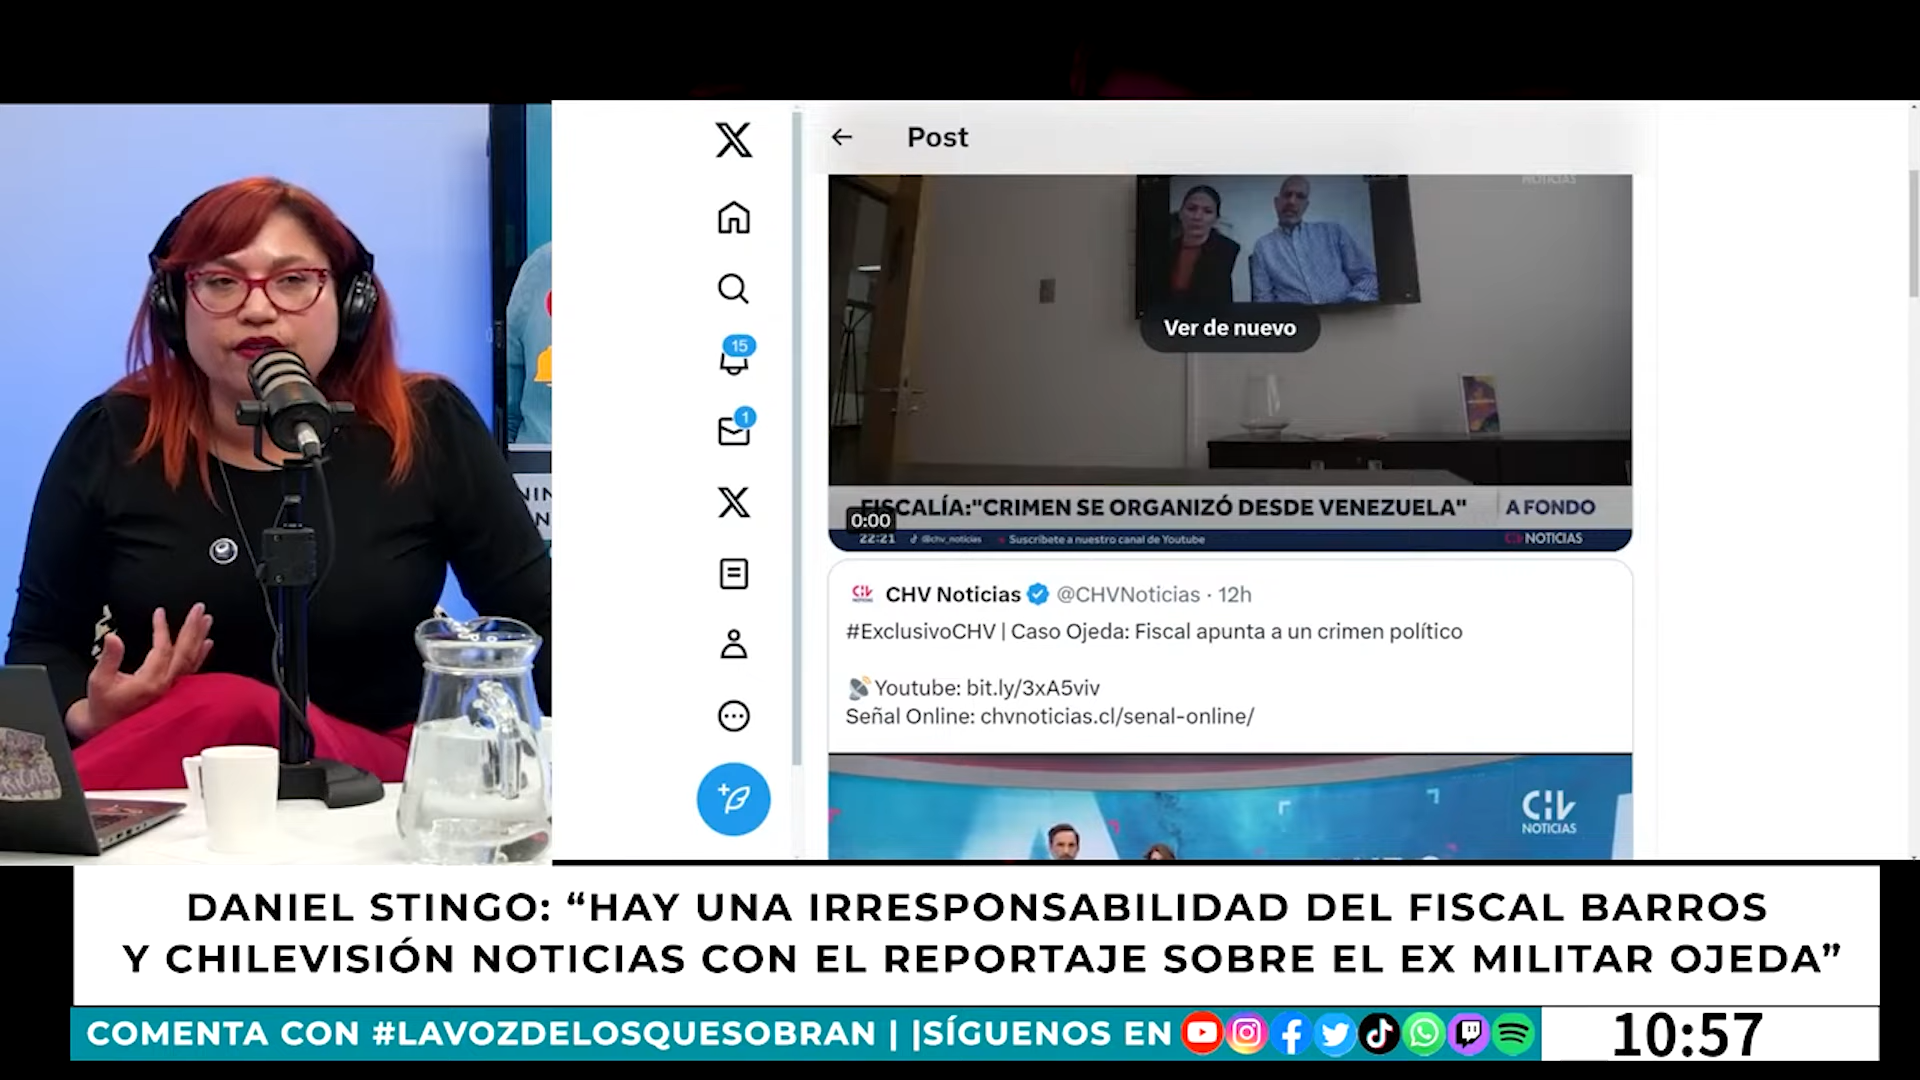 Post
NOTICIAS
Ver de nuevo
15
1
FISCALÍA:"CRIMEN SE ORGANIZÓ DESDE VENEZUELA"
A FONDO
0:00
22:21
@chv_noticias
Suscríbete a nuestro canal de Youtube
CHV NOTICIAS
CHV Noticias @CHVNoticias · 12h
#ExclusivoCHV | Caso Ojeda: Fiscal apunta a un crimen político
Youtube: bit.ly/3xA5viv
Señal Online: chvnoticias.cl/senal-online/
CHV
NOTICIAS
DANIEL STINGO: “HAY UNA IRRESPONSABILIDAD DEL FISCAL BARROS
Y CHILEVISIÓN NOTICIAS CON EL REPORTAJE SOBRE EL EX MILITAR OJEDA”
COMENTA CON #LAVOZDELOSQUESOBRAN | |SÍGUENOS EN
10:57